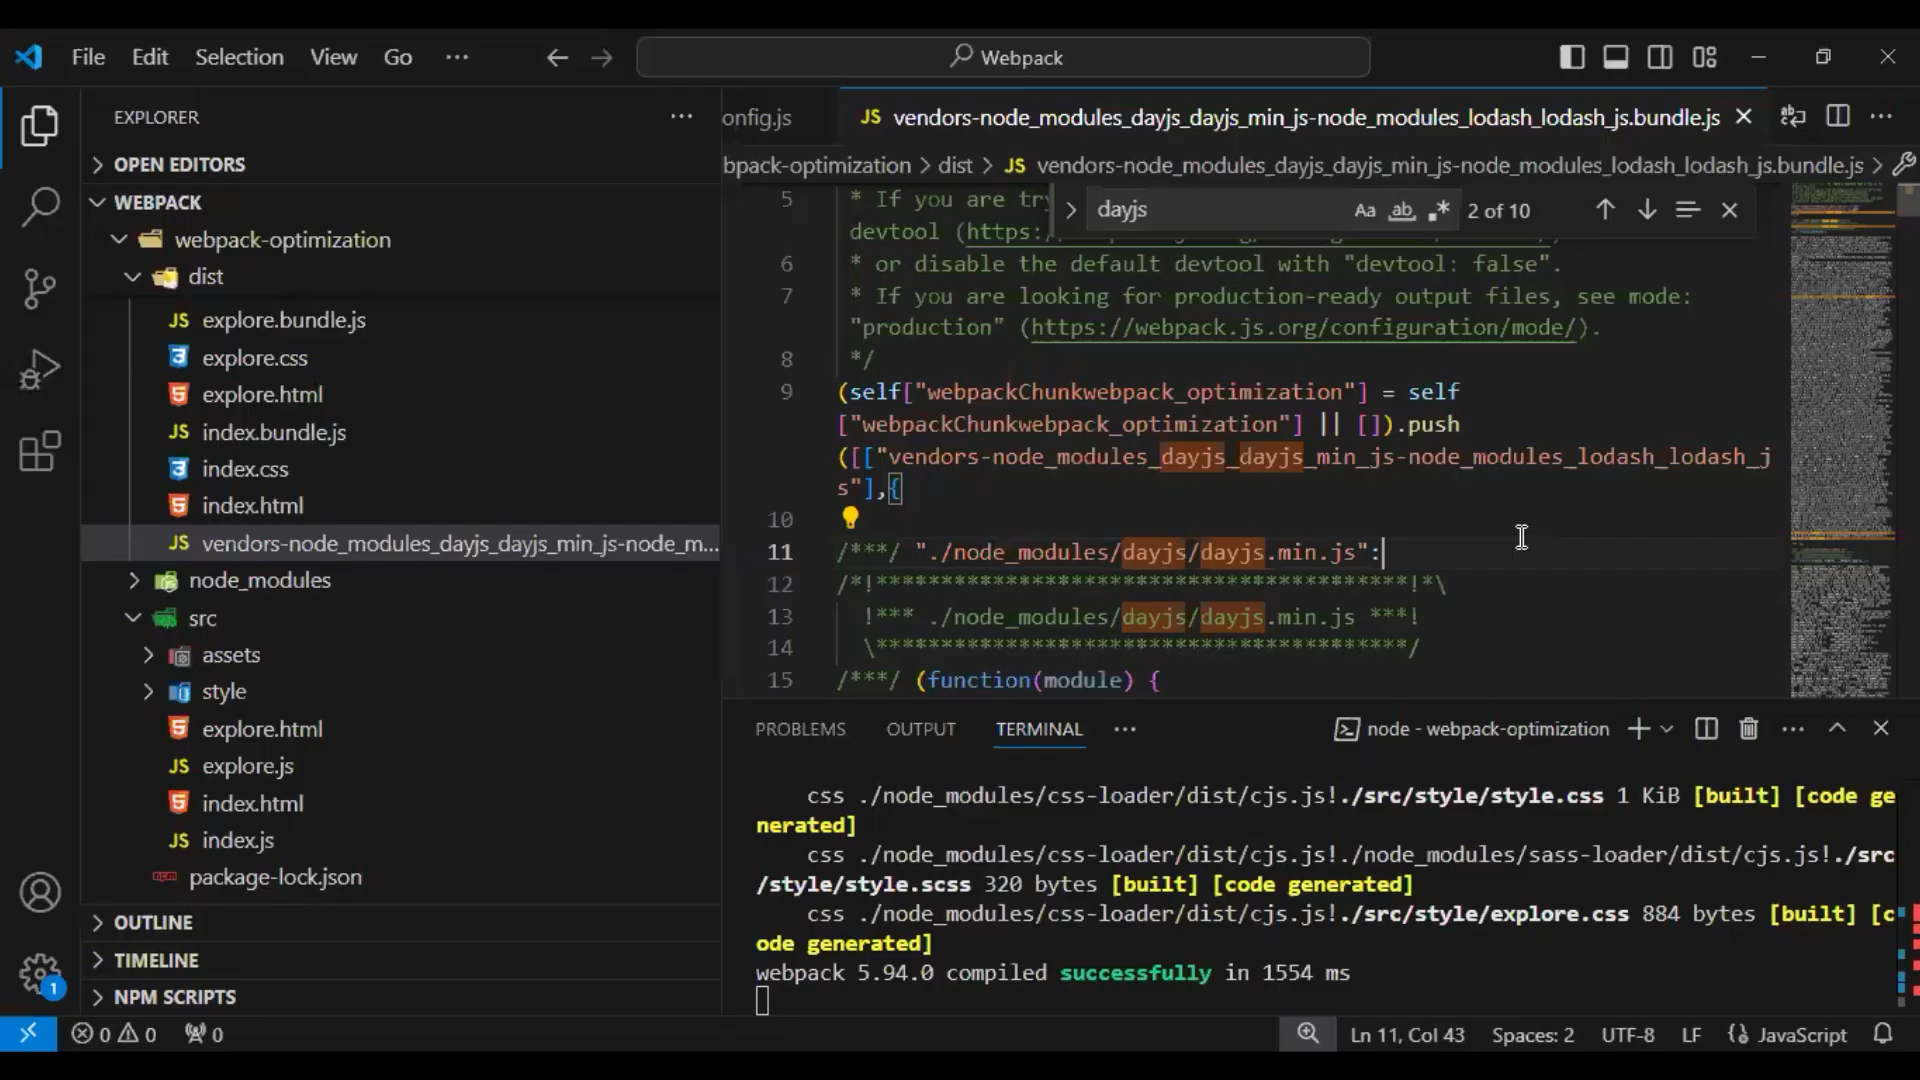 File Edit Selection View Go ··· Webpack
EXPLORER
OPEN EDITORS
WEBPACK
webpack-optimization
dist
explore.bundle.js
explore.css
explore.html
index.bundle.js
index.css
index.html
vendors-node_modules_dayjs_dayjs_min_js-node_m...
node_modules
src
assets
style
explore.html
explore.js
index.html
index.js
package-lock.json
OUTLINE
TIMELINE
NPM SCRIPTS
onfig.js
JS vendors-node_modules_dayjs_dayjs_min_js-node_modules_lodash_lodash_js.bundle.js
bpack-optimization > dist > JS vendors-node_modules_dayjs_dayjs_min_js-node_modules_lodash_lodash_js.bundle.js >
dayjs Aa ab .* 2 of 10
5 * If you are try
devtool (https:/
6 * or disable the default devtool with "devtool: false".
7 * If you are looking for production-ready output files, see mode:
"production" (https://webpack.js.org/configuration/mode/).
8 */
9 (self["webpackChunkwebpack_optimization"] = self
["webpackChunkwebpack_optimization"] || []).push
([["vendors-node_modules_dayjs_dayjs_min_js-node_modules_lodash_lodash_j
s"],{
10
11 /***/ "./node_modules/dayjs/dayjs.min.js":
12 /*!*****************************************!*\
13 !*** ./node_modules/dayjs/dayjs.min.js ***!
14 \*****************************************/
15 /***/ (function(module) {
PROBLEMS OUTPUT TERMINAL ··· node - webpack-optimization
css ./node_modules/css-loader/dist/cjs.js!./src/style/style.css 1 KiB [built] [code ge
nerated]
css ./node_modules/css-loader/dist/cjs.js!./node_modules/sass-loader/dist/cjs.js!./src
/style/style.scss 320 bytes [built] [code generated]
css ./node_modules/css-loader/dist/cjs.js!./src/style/explore.css 884 bytes [built] [c
ode generated]
webpack 5.94.0 compiled successfully in 1554 ms
1
0 0 0 Ln 11, Col 43 Spaces: 2 UTF-8 LF JavaScript